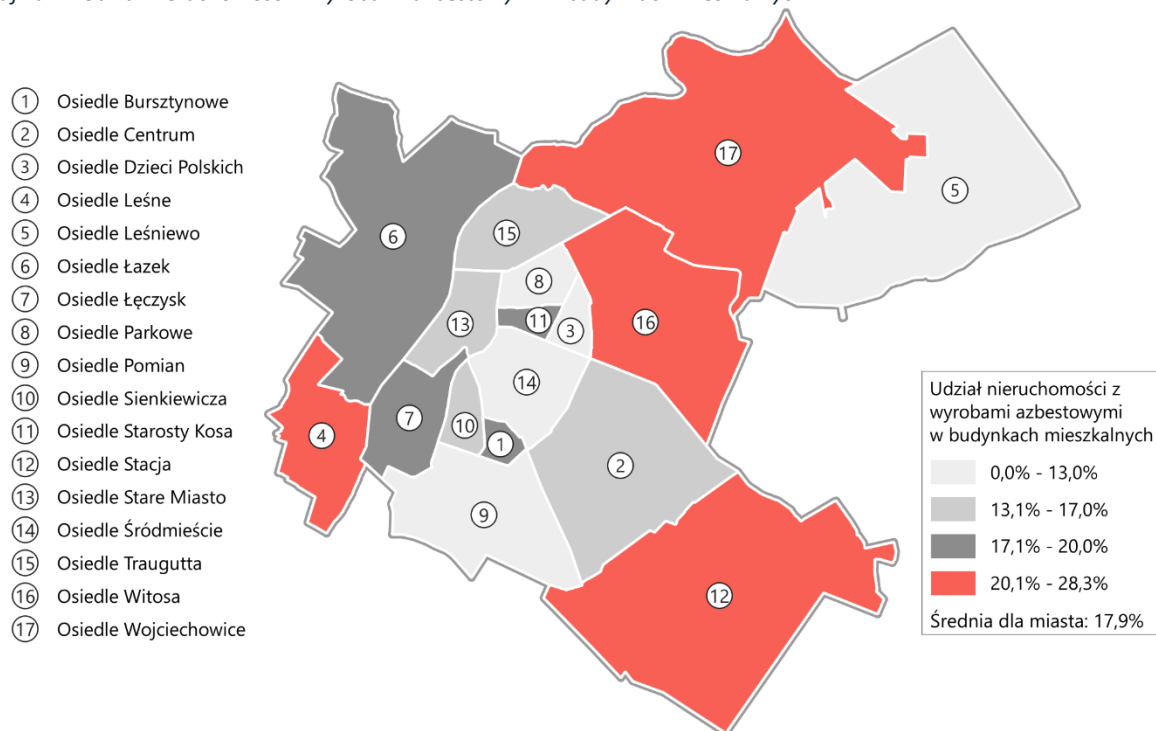 1 Osiedle Bursztynowe
2 Osiedle Centrum
3 Osiedle Dzieci Polskich
4 Osiedle Leśne
5 Osiedle Leśniewo
6 Osiedle Łazek
7 Osiedle Łęczysk
8 Osiedle Parkowe
9 Osiedle Pomian
10 Osiedle Sienkiewicza
11 Osiedle Starosty Kosa
12 Osiedle Stacja
13 Osiedle Stare Miasto
14 Osiedle Śródmieście
15 Osiedle Traugutta
16 Osiedle Witosa
17 Osiedle Wojciechowice
17
5
6
15
8
11
3
16
13
14
7
10
4
1
2
9
12
Udział nieruchomości z
wyrobami azbestowymi
w budynkach mieszkalnych
0,0% - 13,0%
13,1% - 17,0%
17,1% - 20,0%
20,1% - 28,3%
Średnia dla miasta: 17,9%